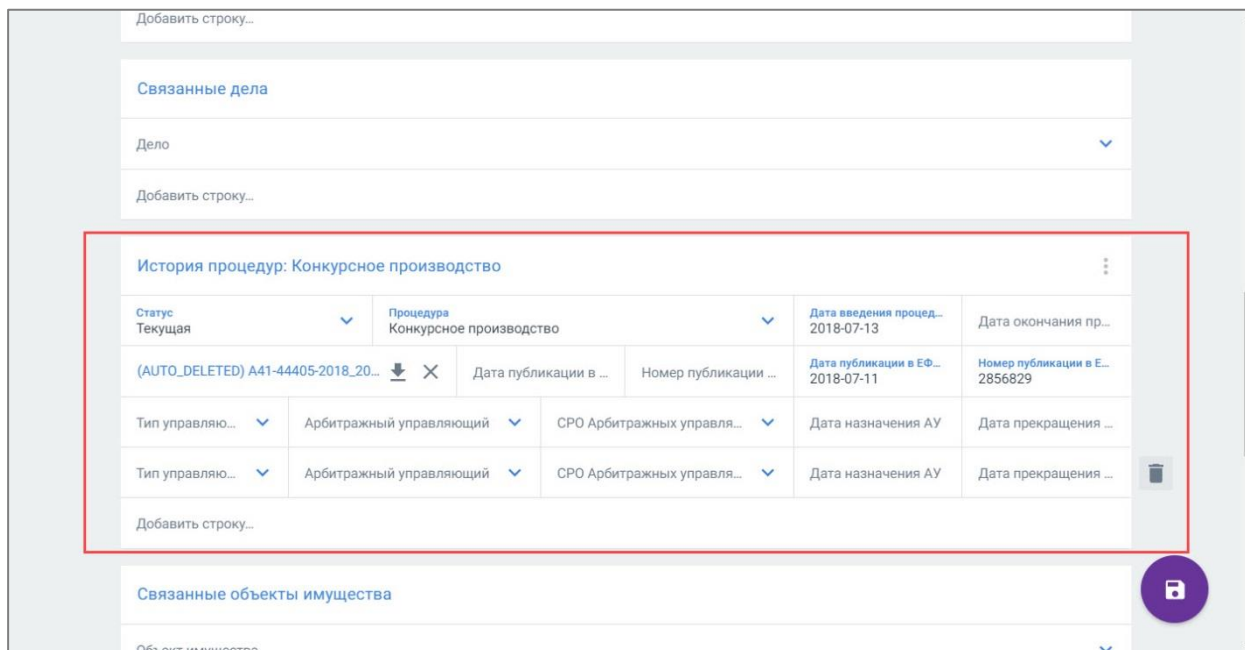 Добавить строку...
Связанные дела
Дело
Добавить строку...
История процедур: Конкурсное производство
Статус Процедура Дата введения процед...
Текущая Конкурсное производство 2018-07-13 Дата окончания пр...
(AUTO_DELETED) A41-44405-2018_20... Дата публикации в ... Номер публикации ... Дата публикации в ЕФ... Номер публикации в Е...
2018-07-11 2856829
Тип управляю... Арбитражный управляющий СРО Арбитражных управля... Дата назначения АУ Дата прекращения ...
Тип управляю... Арбитражный управляющий СРО Арбитражных управля... Дата назначения АУ Дата прекращения ...
Добавить строку...
Связанные объекты имущества
Объект имущества